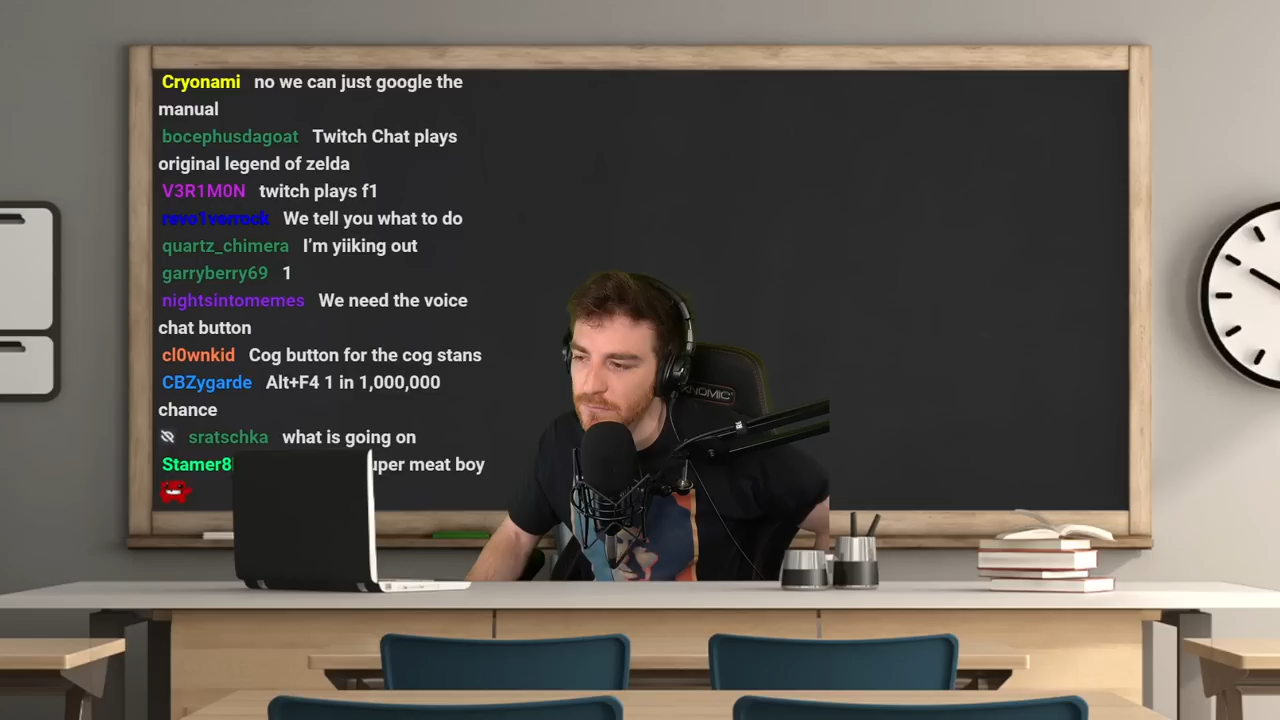 Cryonami no we can just google the
manual
bocephusdagoat Twitch Chat plays
original legend of zelda
V3R1M0N twitch plays f1
revo1verrock We tell you what to do
quartz_chimera I'm yiiking out
garryberry69 1
nightsintomemes We need the voice
chat button
cl0wnkid Cog button for the cog stans
CBZygarde Alt+F4 1 in 1,000,000
chance
sratschka what is going on
Stamer8 uper meat boy
XNOMIC